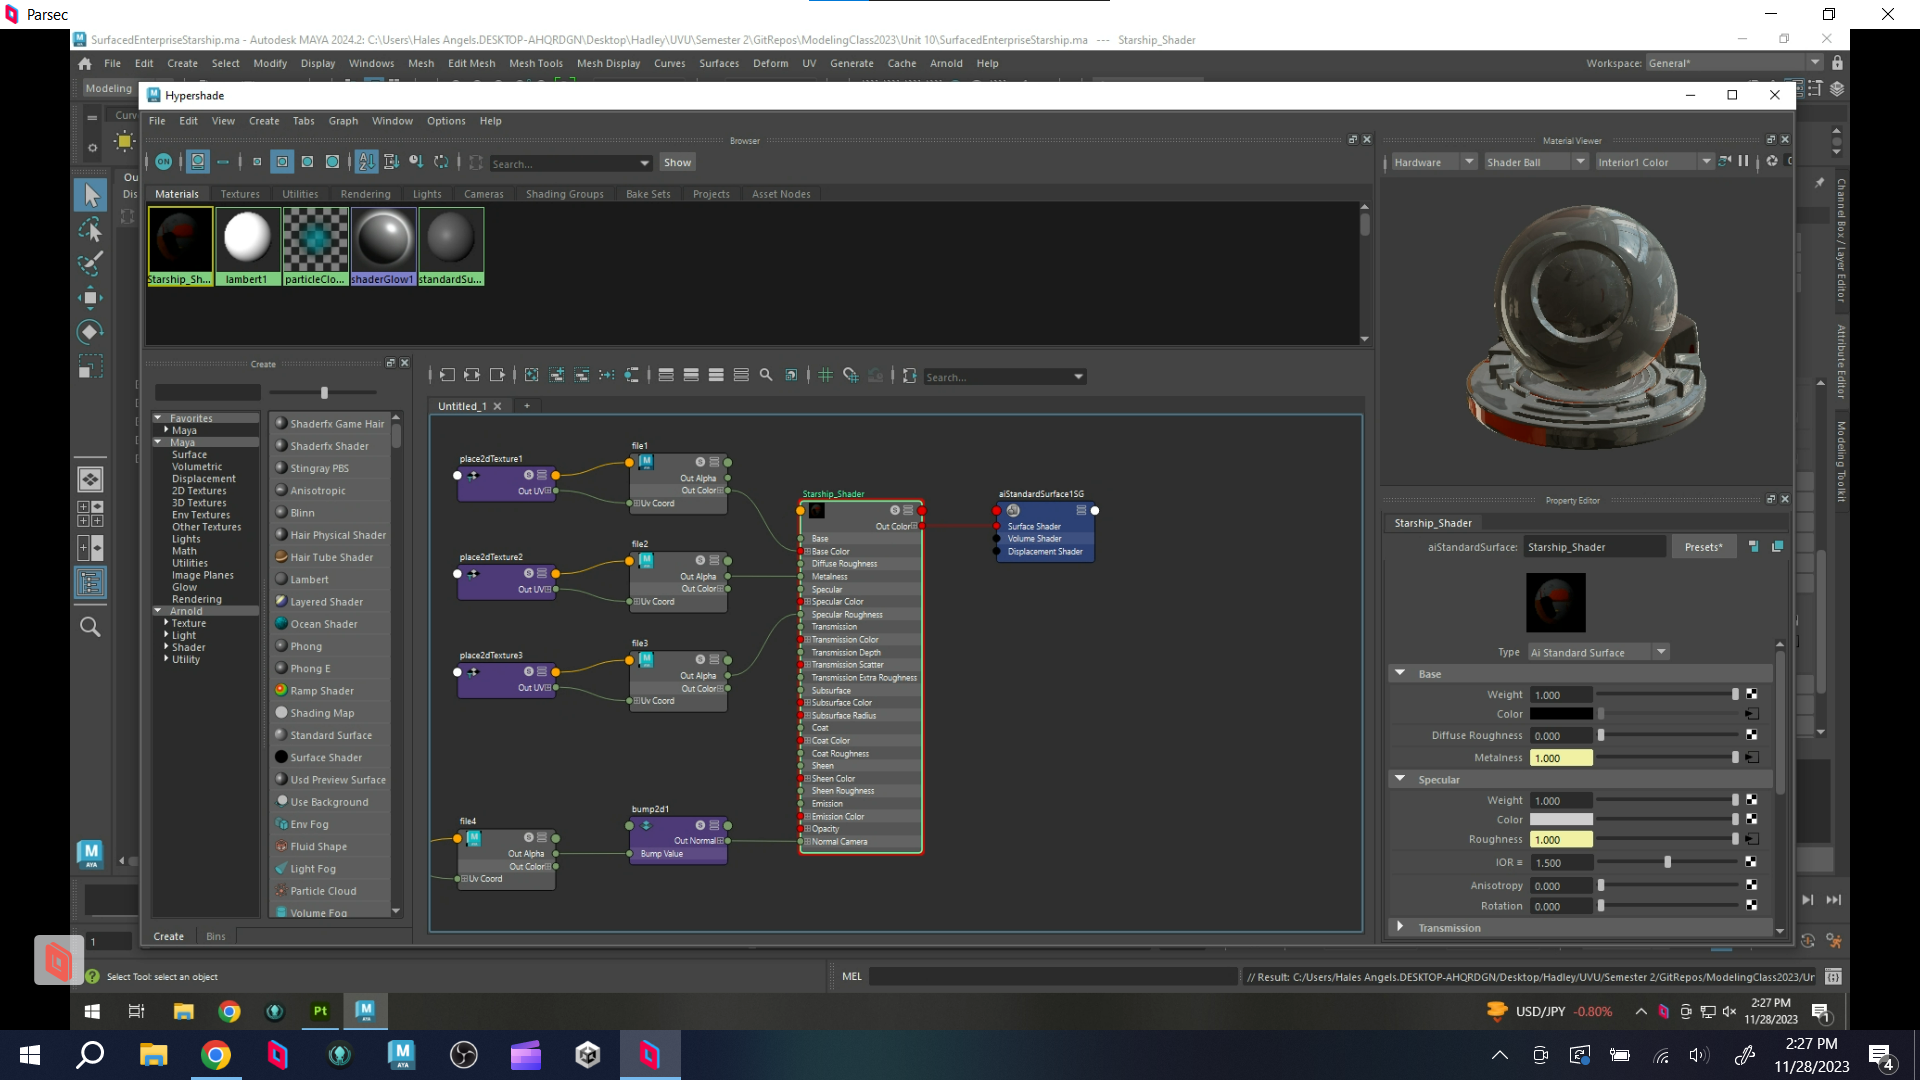 Parsec
SurfacedEnterpriseStarship.ma - Autodesk MAYA 2024.2: C:\Users\Hales Angels.DESKTOP-AHQRDGN\Desktop\Hadley\UVU\Semester 2\GitRepos\ModelingClass2023\Unit 10\SurfacedEnterpriseStarship.ma --- Starship_Shader
File Edit Create Select Modify Display Windows Mesh Edit Mesh Mesh Tools Mesh Display Curves Surfaces Deform UV Generate Cache Arnold Help
Workspace: General*
Modeling
Hypershade
Curv
File Edit View Create Tabs Graph Window Options Help
Browser
ON
Search...
Show
Materials Textures Utilities Rendering Lights Cameras Shading Groups Bake Sets Projects Asset Nodes
Starship_Sh... lambert1 particleClo... shaderGlow1 standardSu...
Ou
Dis
Material Viewer
Hardware Shader Ball Interior1 Color
Channel Box / Layer Editor
Attribute Editor
Modeling Toolkit
Create
Favorites
Maya
Maya
Surface
Volumetric
Displacement
2D Textures
3D Textures
Env Textures
Other Textures
Lights
Math
Utilities
Image Planes
Glow
Rendering
Arnold
Texture
Light
Shader
Utility
Shaderfx Game Hair
Shaderfx Shader
Stingray PBS
Anisotropic
Blinn
Hair Physical Shader
Hair Tube Shader
Lambert
Layered Shader
Ocean Shader
Phong
Phong E
Ramp Shader
Shading Map
Standard Surface
Surface Shader
Usd Preview Surface
Use Background
Env Fog
Fluid Shape
Light Fog
Particle Cloud
Volume Fog
Create Bins
Search...
Untitled_1 +
place2dTexture1
Out UV
file1
Out Alpha
Out Color
Uv Coord
place2dTexture2
Out UV
file2
Out Alpha
Out Color
Uv Coord
place2dTexture3
Out UV
file3
Out Alpha
Out Color
Uv Coord
file4
Out Alpha
Out Color
Uv Coord
bump2d1
Out Normal
Bump Value
Starship_Shader
Out Color
Base
Base Color
Diffuse Roughness
Metalness
Specular
Specular Color
Specular Roughness
Transmission
Transmission Color
Transmission Depth
Transmission Scatter
Transmission Extra Roughness
Subsurface
Subsurface Color
Subsurface Radius
Coat
Coat Color
Coat Roughness
Sheen
Sheen Color
Sheen Roughness
Emission
Emission Color
Opacity
Normal Camera
aiStandardSurface1SG
Surface Shader
Volume Shader
Displacement Shader
Property Editor
Starship_Shader
aiStandardSurface: Starship_Shader Presets*
Type Ai Standard Surface
Base
Weight 1.000
Color
Diffuse Roughness 0.000
Metalness 1.000
Specular
Weight 1.000
Color
Roughness 1.000
IOR = 1.500
Anisotropy 0.000
Rotation 0.000
Transmission
1
M
AYA
Select Tool: select an object
MEL
// Result: C:/Users/Hales Angels.DESKTOP-AHQRDGN/Desktop/Hadley/UVU/Semester 2/GitRepos/ModelingClass2023/Ur
Pt
USD/JPY -0.80%
2:27 PM
11/28/2023
1
M
AYA
2:27 PM
11/28/2023
4